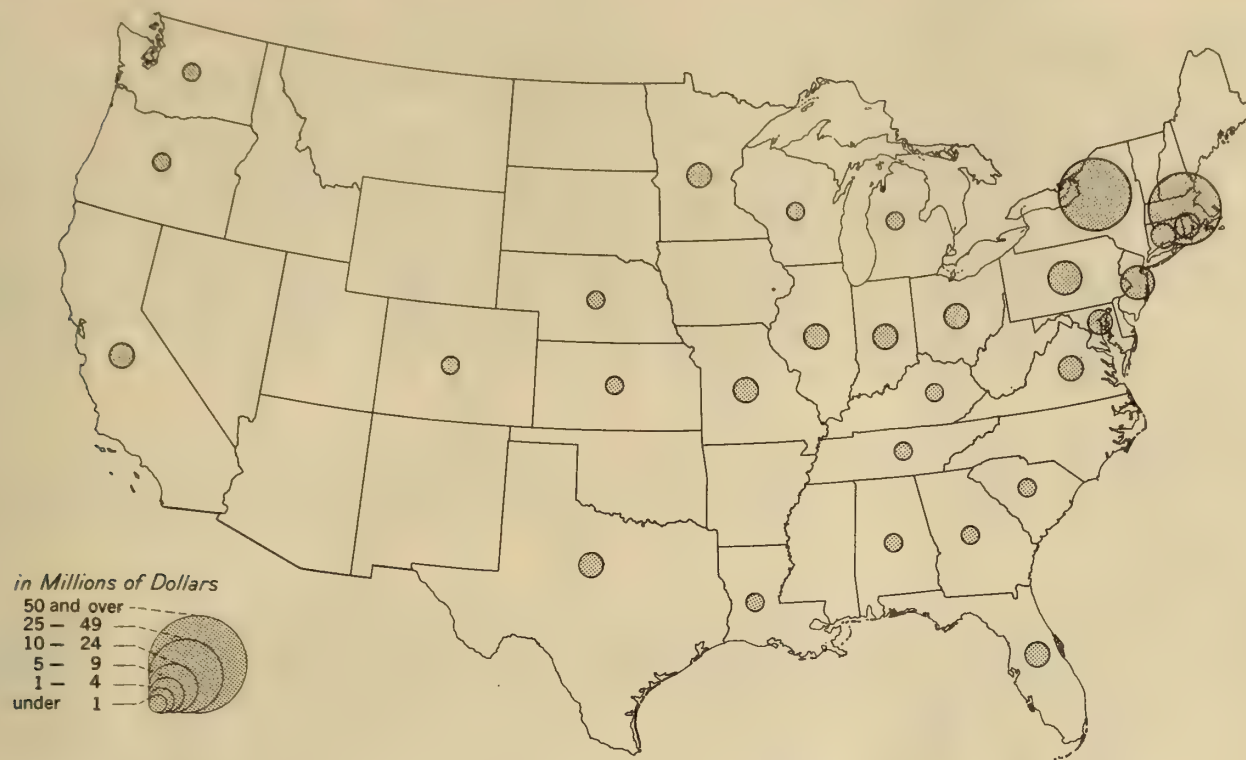 in Millions of Dollars
50 and over
25 – 49
10 – 24
5 – 9
1 – 4
under 1